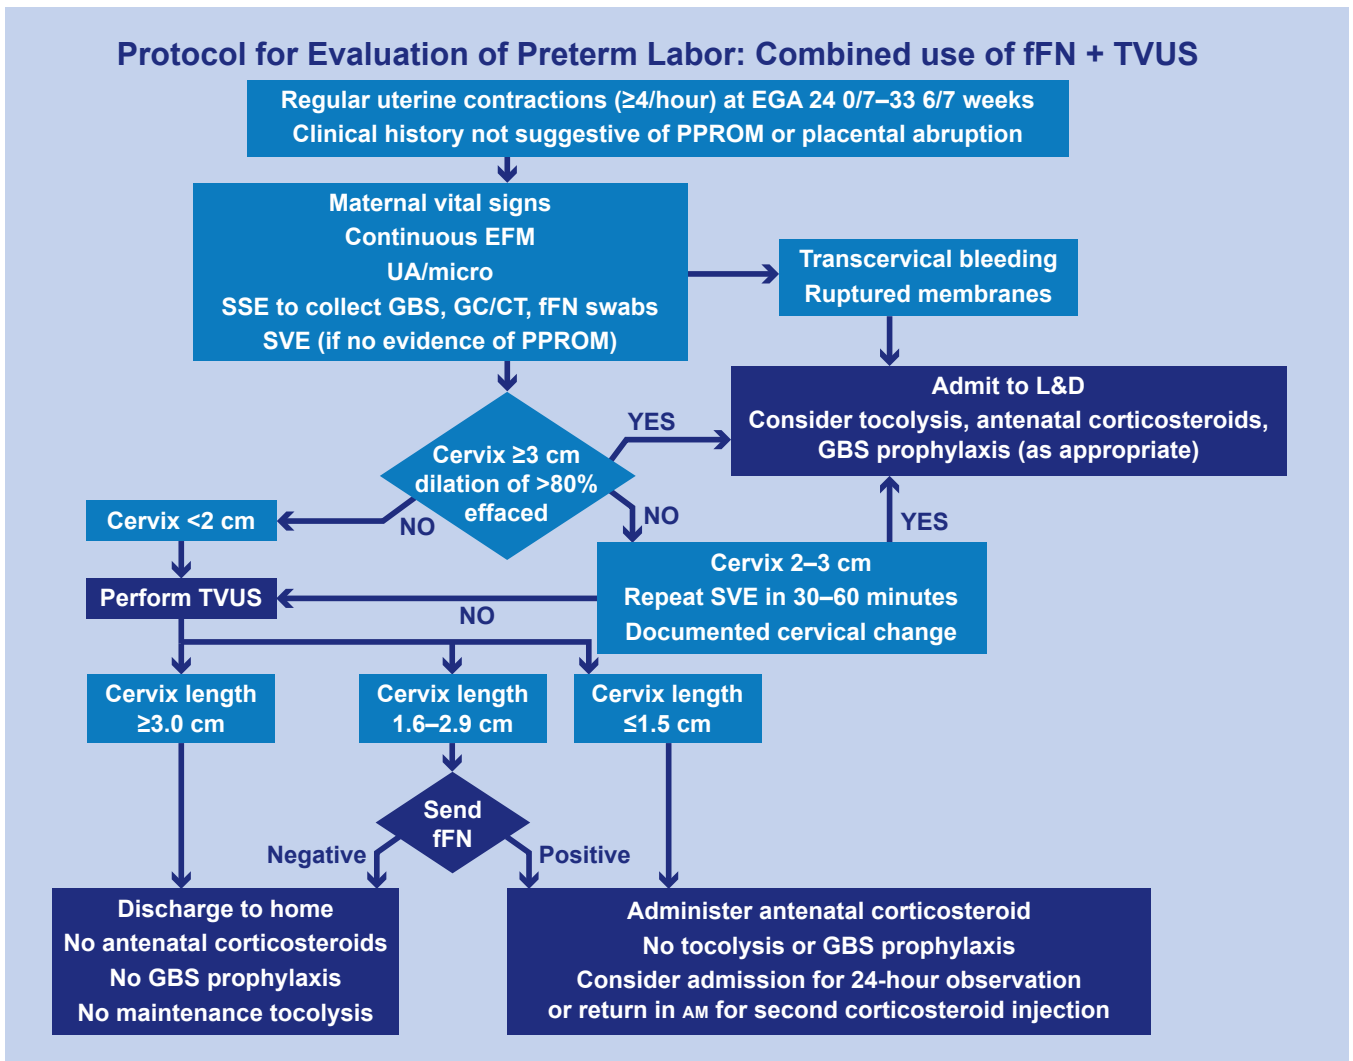 Protocol for Evaluation of Preterm Labor: Combined use of fFN + TVUS
Regular uterine contractions (≥4/hour) at EGA 24 0/7–33 6/7 weeks
Clinical history not suggestive of PPROM or placental abruption
Maternal vital signs
Continuous EFM
UA/micro
SSE to collect GBS, GC/CT, fFN swabs
SVE (if no evidence of PPROM)
Transcervical bleeding
Ruptured membranes
Admit to L&D
Consider tocolysis, antenatal corticosteroids,
GBS prophylaxis (as appropriate)
YES
Cervix ≥3 cm
dilation of >80%
effaced
NO
NO
YES
Cervix <2 cm
Cervix 2–3 cm
Repeat SVE in 30–60 minutes
Documented cervical change
Perform TVUS
NO
Cervix length
≥3.0 cm
Cervix length
1.6–2.9 cm
Cervix length
≤1.5 cm
Send
fFN
Negative
Positive
Discharge to home
No antenatal corticosteroids
No GBS prophylaxis
No maintenance tocolysis
Administer antenatal corticosteroid
No tocolysis or GBS prophylaxis
Consider admission for 24-hour observation
or return in AM for second corticosteroid injection